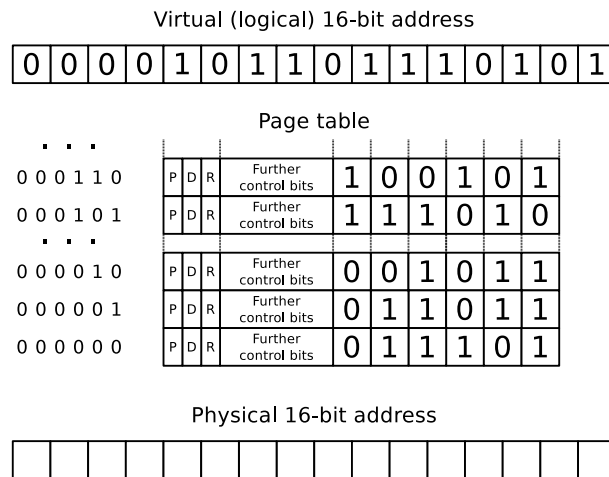 Virtual (logical) 16-bit address
0 0 0 0 1 0 1 1 0 1 1 1 0 1 0 1
Page table
. . .
0 0 0 1 1 0 P D R Further control bits 1 0 0 1 0 1
0 0 0 1 0 1 P D R Further control bits 1 1 1 0 1 0
. . .
0 0 0 0 1 0 P D R Further control bits 0 0 1 0 1 1
0 0 0 0 0 1 P D R Further control bits 0 1 1 0 1 1
0 0 0 0 0 0 P D R Further control bits 0 1 1 1 0 1
Physical 16-bit address